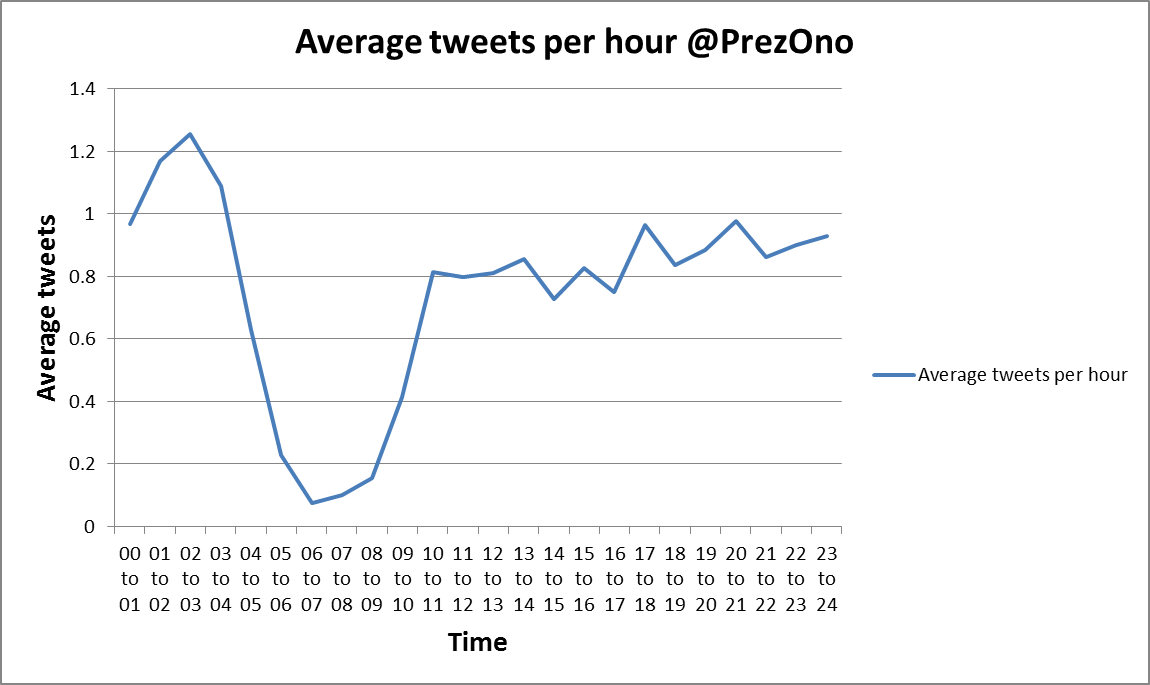 Average tweets per hour @PrezOno
1.4
1.2
1
0.8
0.6
0.4
0.2
0
Average tweets
00 to 01
01 to 02
02 to 03
03 to 04
04 to 05
05 to 06
06 to 07
07 to 08
08 to 09
09 to 10
10 to 11
11 to 12
12 to 13
13 to 14
14 to 15
15 to 16
16 to 17
17 to 18
18 to 19
19 to 20
20 to 21
21 to 22
22 to 23
23 to 24
Time
Average tweets per hour